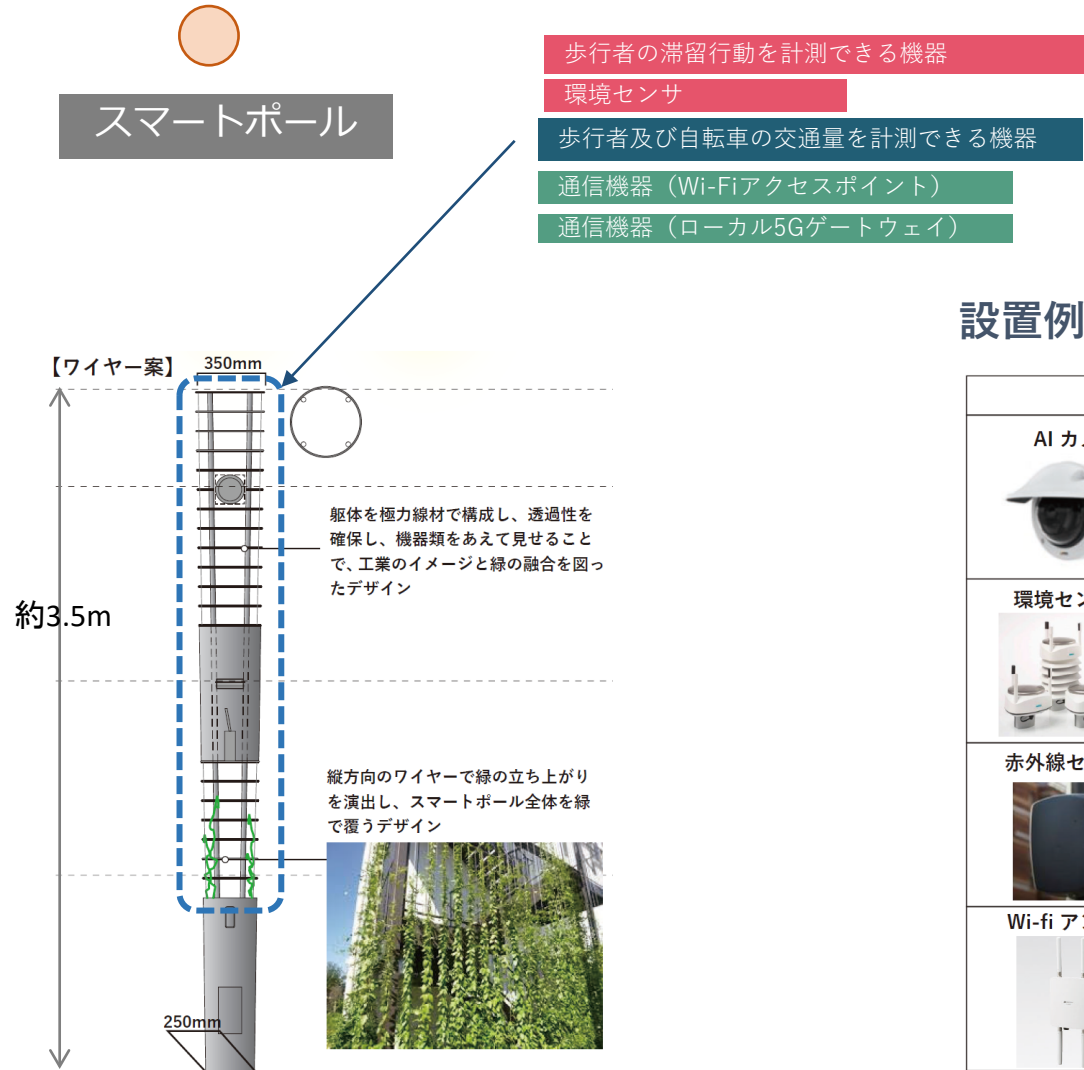 スマートポール
歩行者の滞留行動を計測できる機器
環境センサ
歩行者及び自転車の交通量を計測できる機器
通信機器（Wi-Fiアクセスポイント）
通信機器（ローカル5Gゲートウェイ）
設置例
【ワイヤー案】
350mm
約3.5m
躯体を極力線材で構成し、透過性を
確保し、機器類をあえて見せること
で、工業のイメージと緑の融合を図っ
たデザイン
縦方向のワイヤーで緑の立ち上がり
を演出し、スマートポール全体を緑
で覆うデザイン
250mm
AI カ
環境セン
赤外線セ
Wi-fi ア